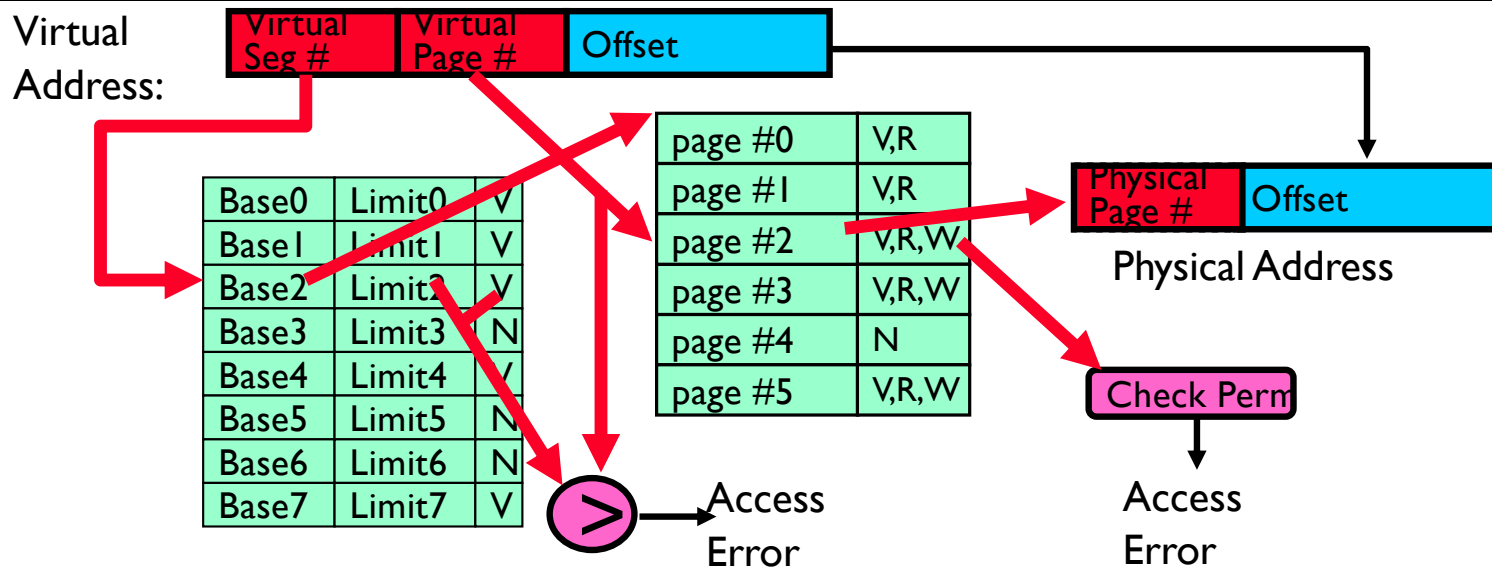 Virtual
Address:
Virtual
Seg #
Virtual
Page #
Offset
Base0 Limit0 V
Base1 Limit1 V
Base2 Limit2 V
Base3 Limit3 N
Base4 Limit4 V
Base5 Limit5 N
Base6 Limit6 N
Base7 Limit7 V
page #0 V,R
page #1 V,R
page #2 V,R,W
page #3 V,R,W
page #4 N
page #5 V,R,W
Physical
Page #
Offset
Physical Address
Check Perm
>
Access
Error
Access
Error